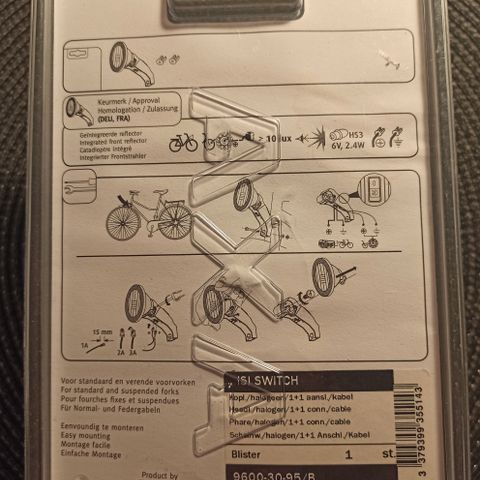 Keurmerk / Approval
Homologation / Zulassung
(DEU, FRA)
Geïntegreerde reflector
Integrated front reflector
Catadioptre intégré
Integrierter Frontstrahler
> 10 lux
HS3
6V, 2.4W
15 mm
1A
2A
3A
Voor standaard en verende voorvorken
For standard and suspended forks
Pour fourches fixes et suspendues
Für Normal- und Federgabeln
Eenvoudig te monteren
Easy mounting
Montage facile
Einfache Montage
Product by
AXA
SWITCH
Kopl./halogeen/1+1 aansl./kabel
Headl/halogen/1+1 conn./cable
Phare/halogen/1+1 conn./cable
Scheinw./halogen/1+1 Anschl./Kabel
Blister 1 st.
9600-30-95/B
3 379399 355143